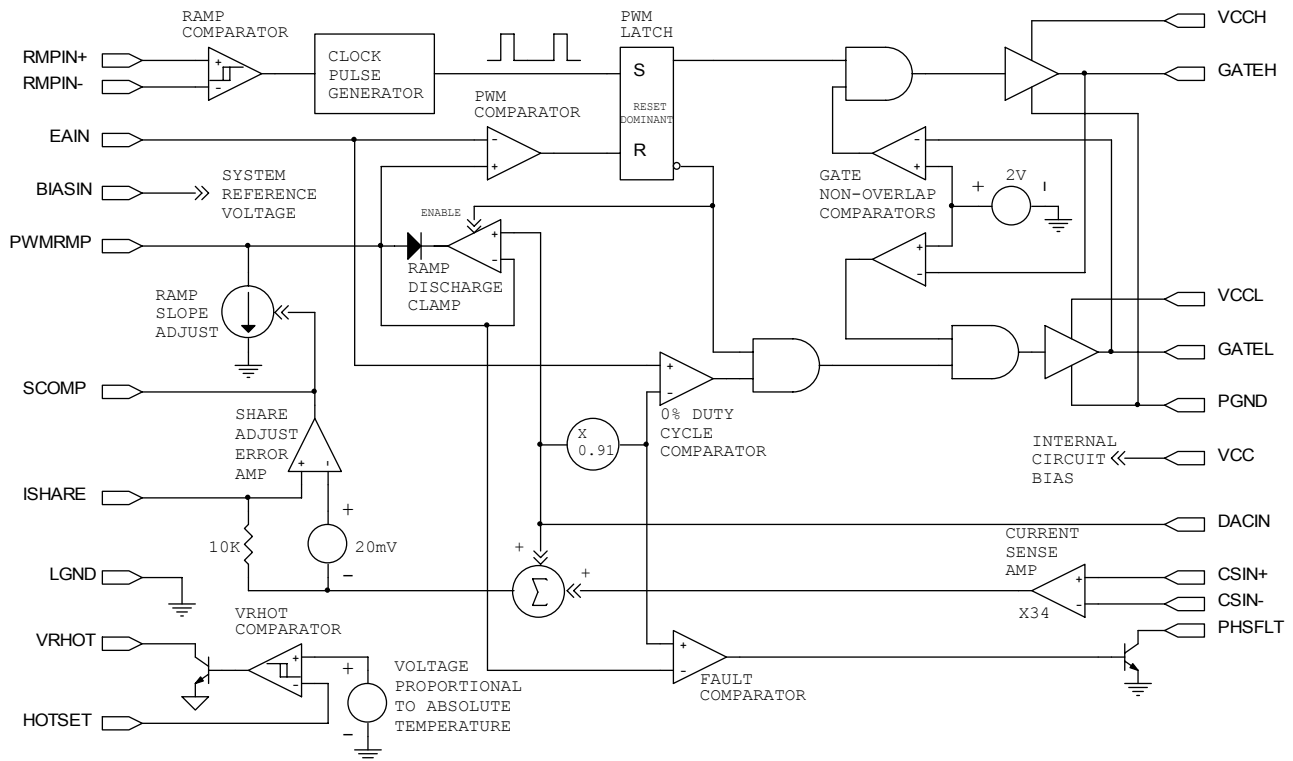 RAMP
COMPARATOR
PWM
LATCH
VCCH
RMPIN+
RMPIN-
+
-
CLOCK
PULSE
GENERATOR
S
GATEH
PWM
COMPARATOR
RESET
DOMINANT
EAIN
-
+
R
-
+
BIASIN
SYSTEM
REFERENCE
VOLTAGE
GATE
NON-OVERLAP
COMPARATORS
+
2V
-
ENABLE
PWMRMP
+
-
+
-
RAMP
DISCHARGE
CLAMP
RAMP
SLOPE
ADJUST
VCCL
GATEL
SCOMP
+
-
PGND
SHARE
ADJUST
ERROR
AMP
+
-
0% DUTY
CYCLE
COMPARATOR
X
0.91
INTERNAL
CIRCUIT
BIAS
VCC
ISHARE
+
DACIN
10K
20mV
-
+
+
Σ
CURRENT
SENSE
AMP
+
-
X34
CSIN+
CSIN-
LGND
VRHOT
COMPARATOR
PHSFLT
VRHOT
+
-
+
-
VOLTAGE
PROPORTIONAL
TO ABSOLUTE
TEMPERATURE
+
-
FAULT
COMPARATOR
HOTSET